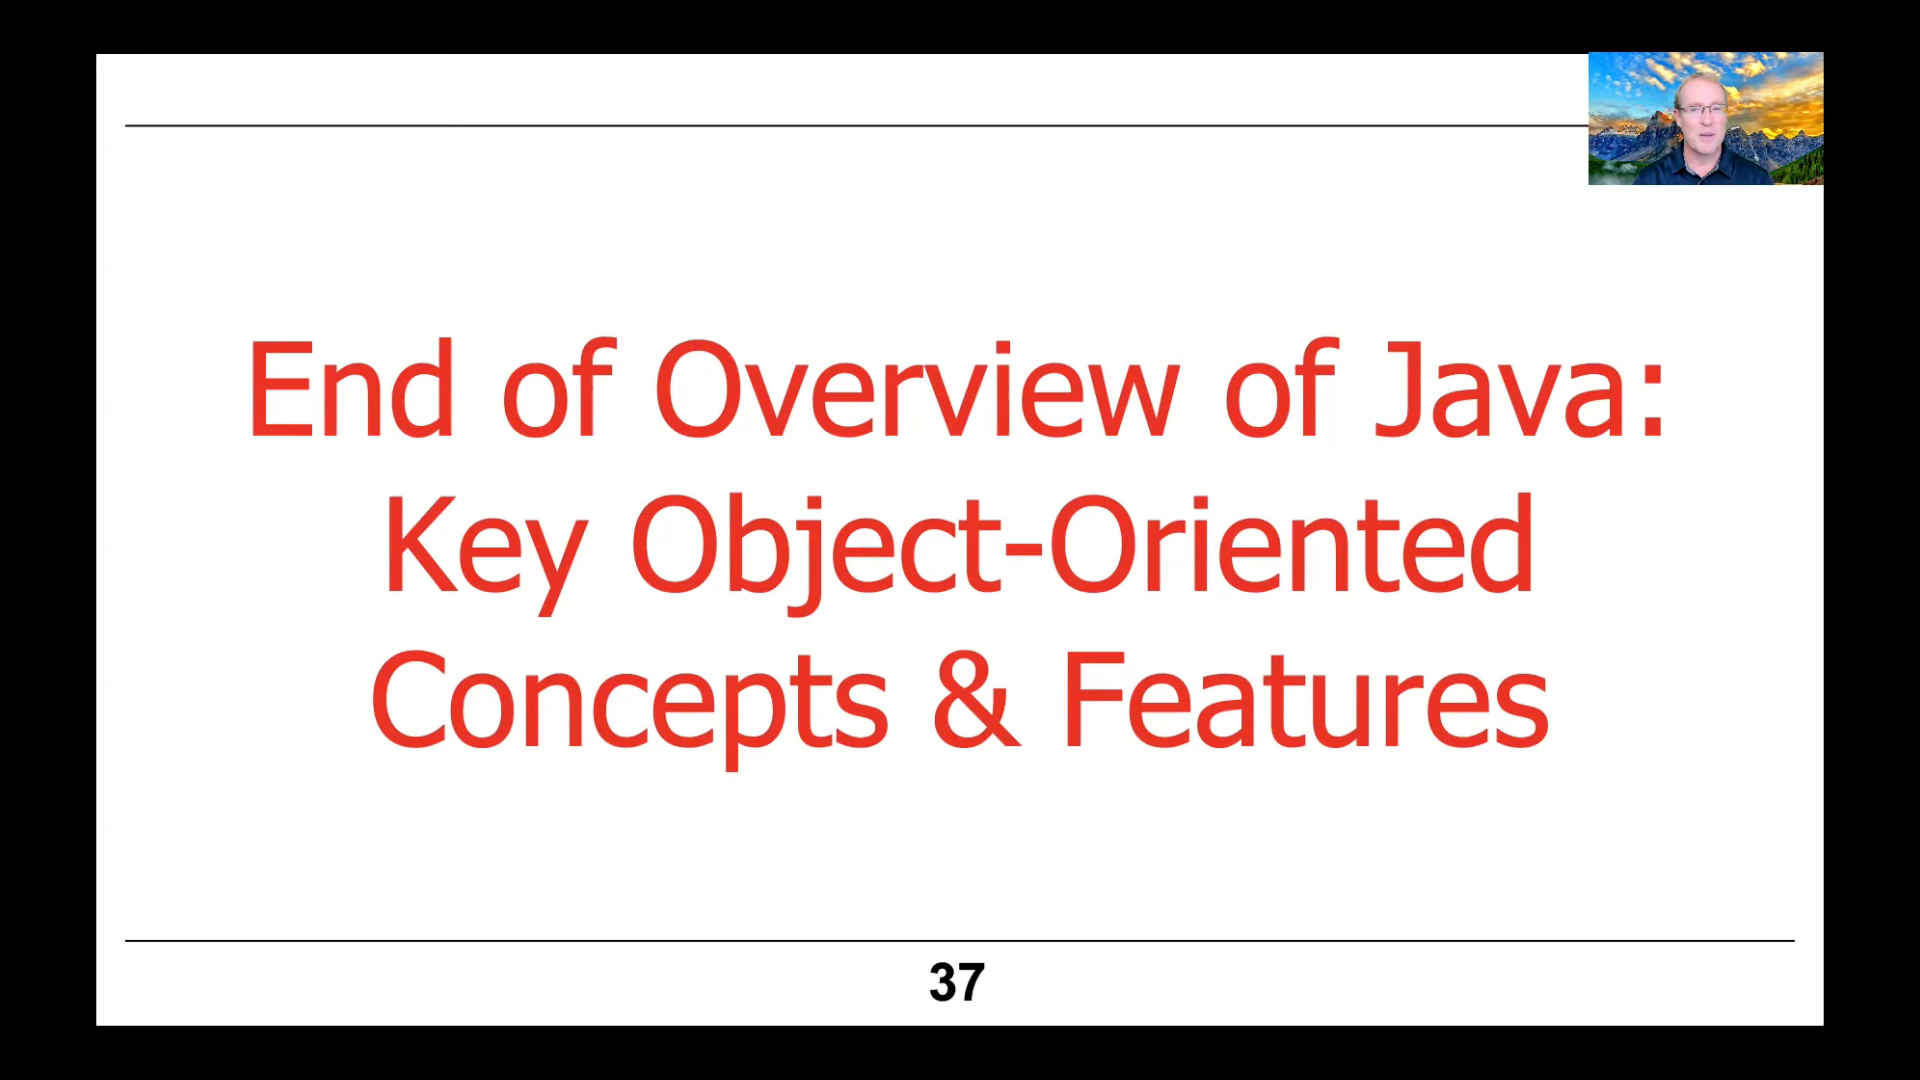 End of Overview of Java:
Key Object-Oriented
Concepts & Features
37